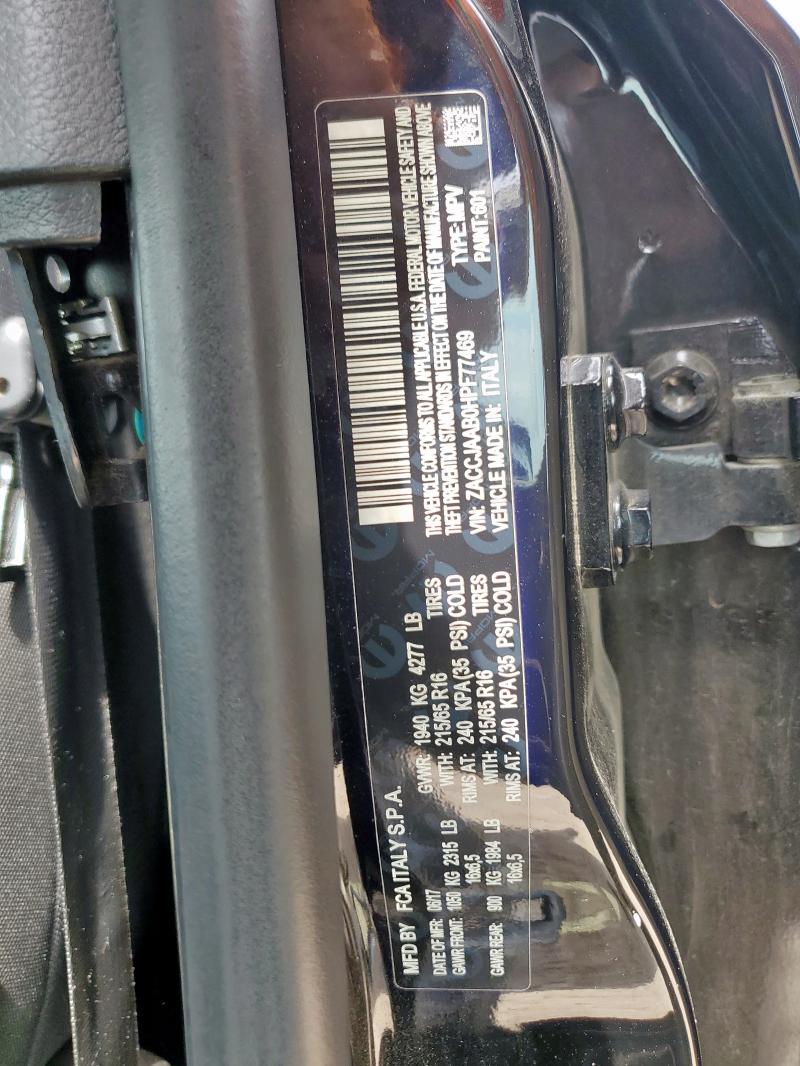 MFD BY FCA ITALY S.P.A.
DATE OF MFR: 06/17 GVWR: 1940 KG 4277 LB
GAWR FRONT: 1050 KG 2315 LB WITH: 215/65 R16 TIRES
16x6,5 RIMS AT: 240 KPA(35 PSI) COLD
GAWR REAR: 900 KG 1984 LB WITH: 215/65 R16 TIRES
16x6,5 RIMS AT: 240 KPA(35 PSI) COLD
THIS VEHICLE CONFORMS TO ALL APPLICABLE U.S.A. FEDERAL MOTOR VEHICLE SAFETY AND
THEFT PREVENTION STANDARDS IN EFFECT ON THE DATE OF MANUFACTURE SHOWN ABOVE
VIN: ZACCJAAB0HPF77469 TYPE: MPV
VEHICLE MADE IN: ITALY PAINT: 601